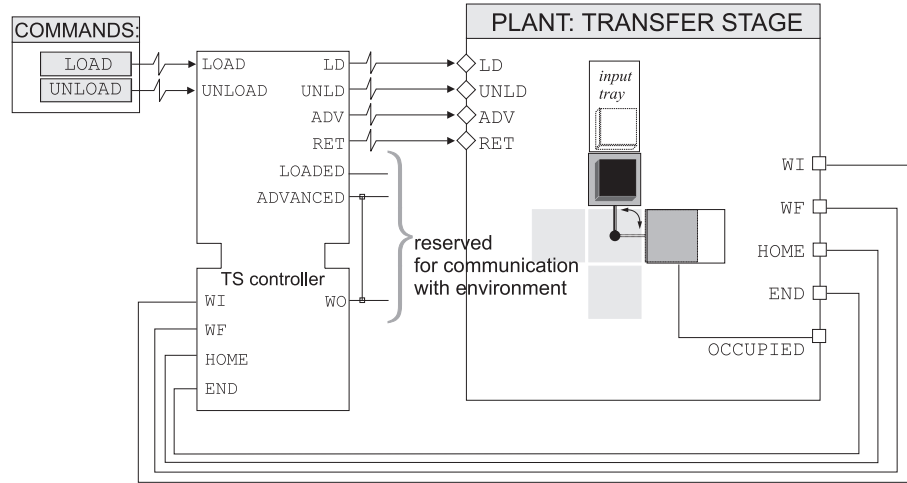 COMMANDS:
LOAD
UNLOAD
LOAD
UNLOAD
LD
UNLD
ADV
RET
LOADED
ADVANCED
TS controller
WI
WO
WF
HOME
END
reserved
for communication
with environment
PLANT: TRANSFER STAGE
LD
UNLD
ADV
RET
input
tray
WI
WF
HOME
END
OCCUPIED